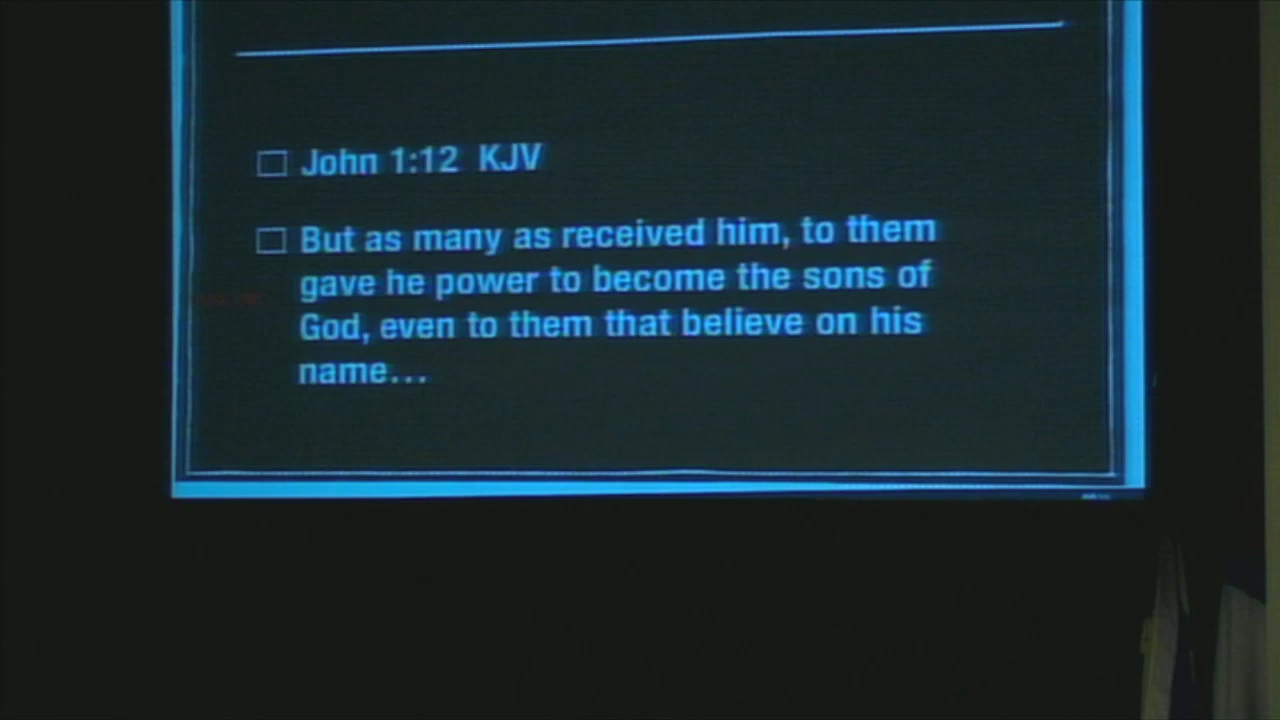 John 1:12 KJV
But as many as received him, to them
gave he power to become the sons of
God, even to them that believe on his
name...